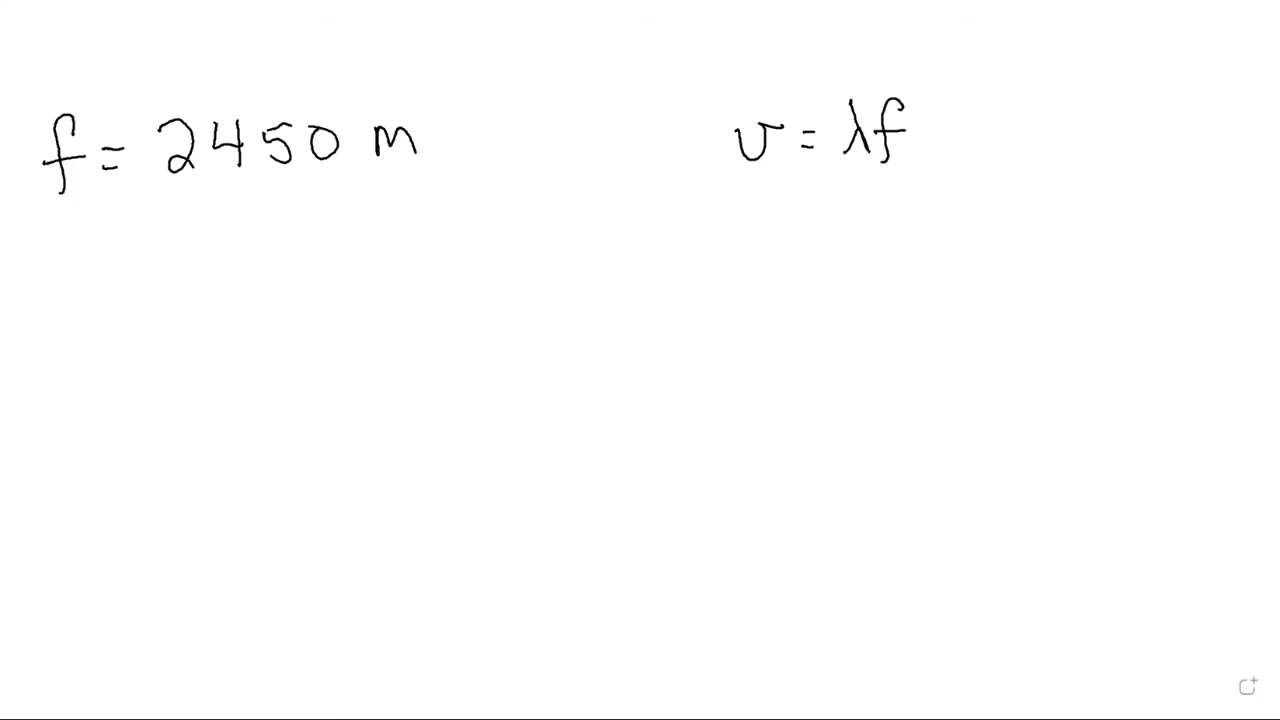 f = 2450 m
v = λf